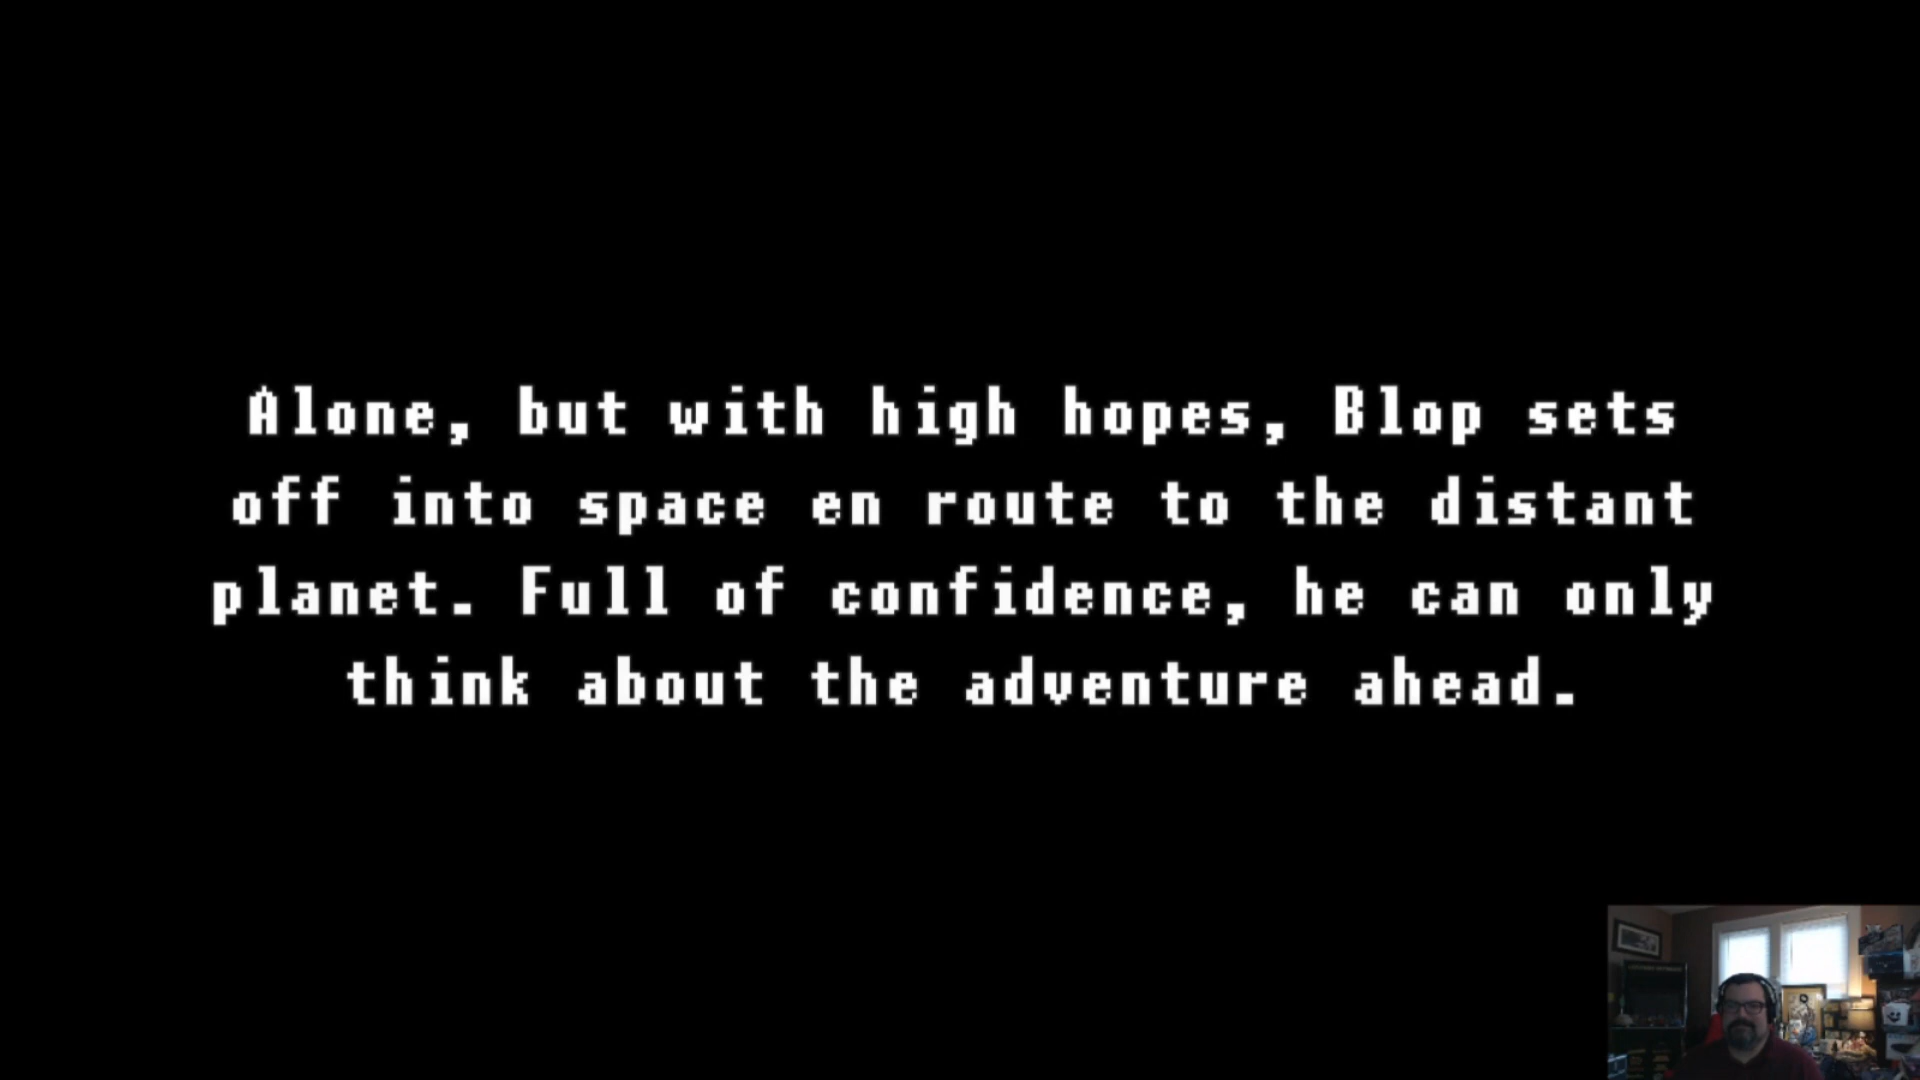 Alone, but with high hopes, Blop sets
off into space en route to the distant
planet. Full of confidence, he can only
think about the adventure ahead.